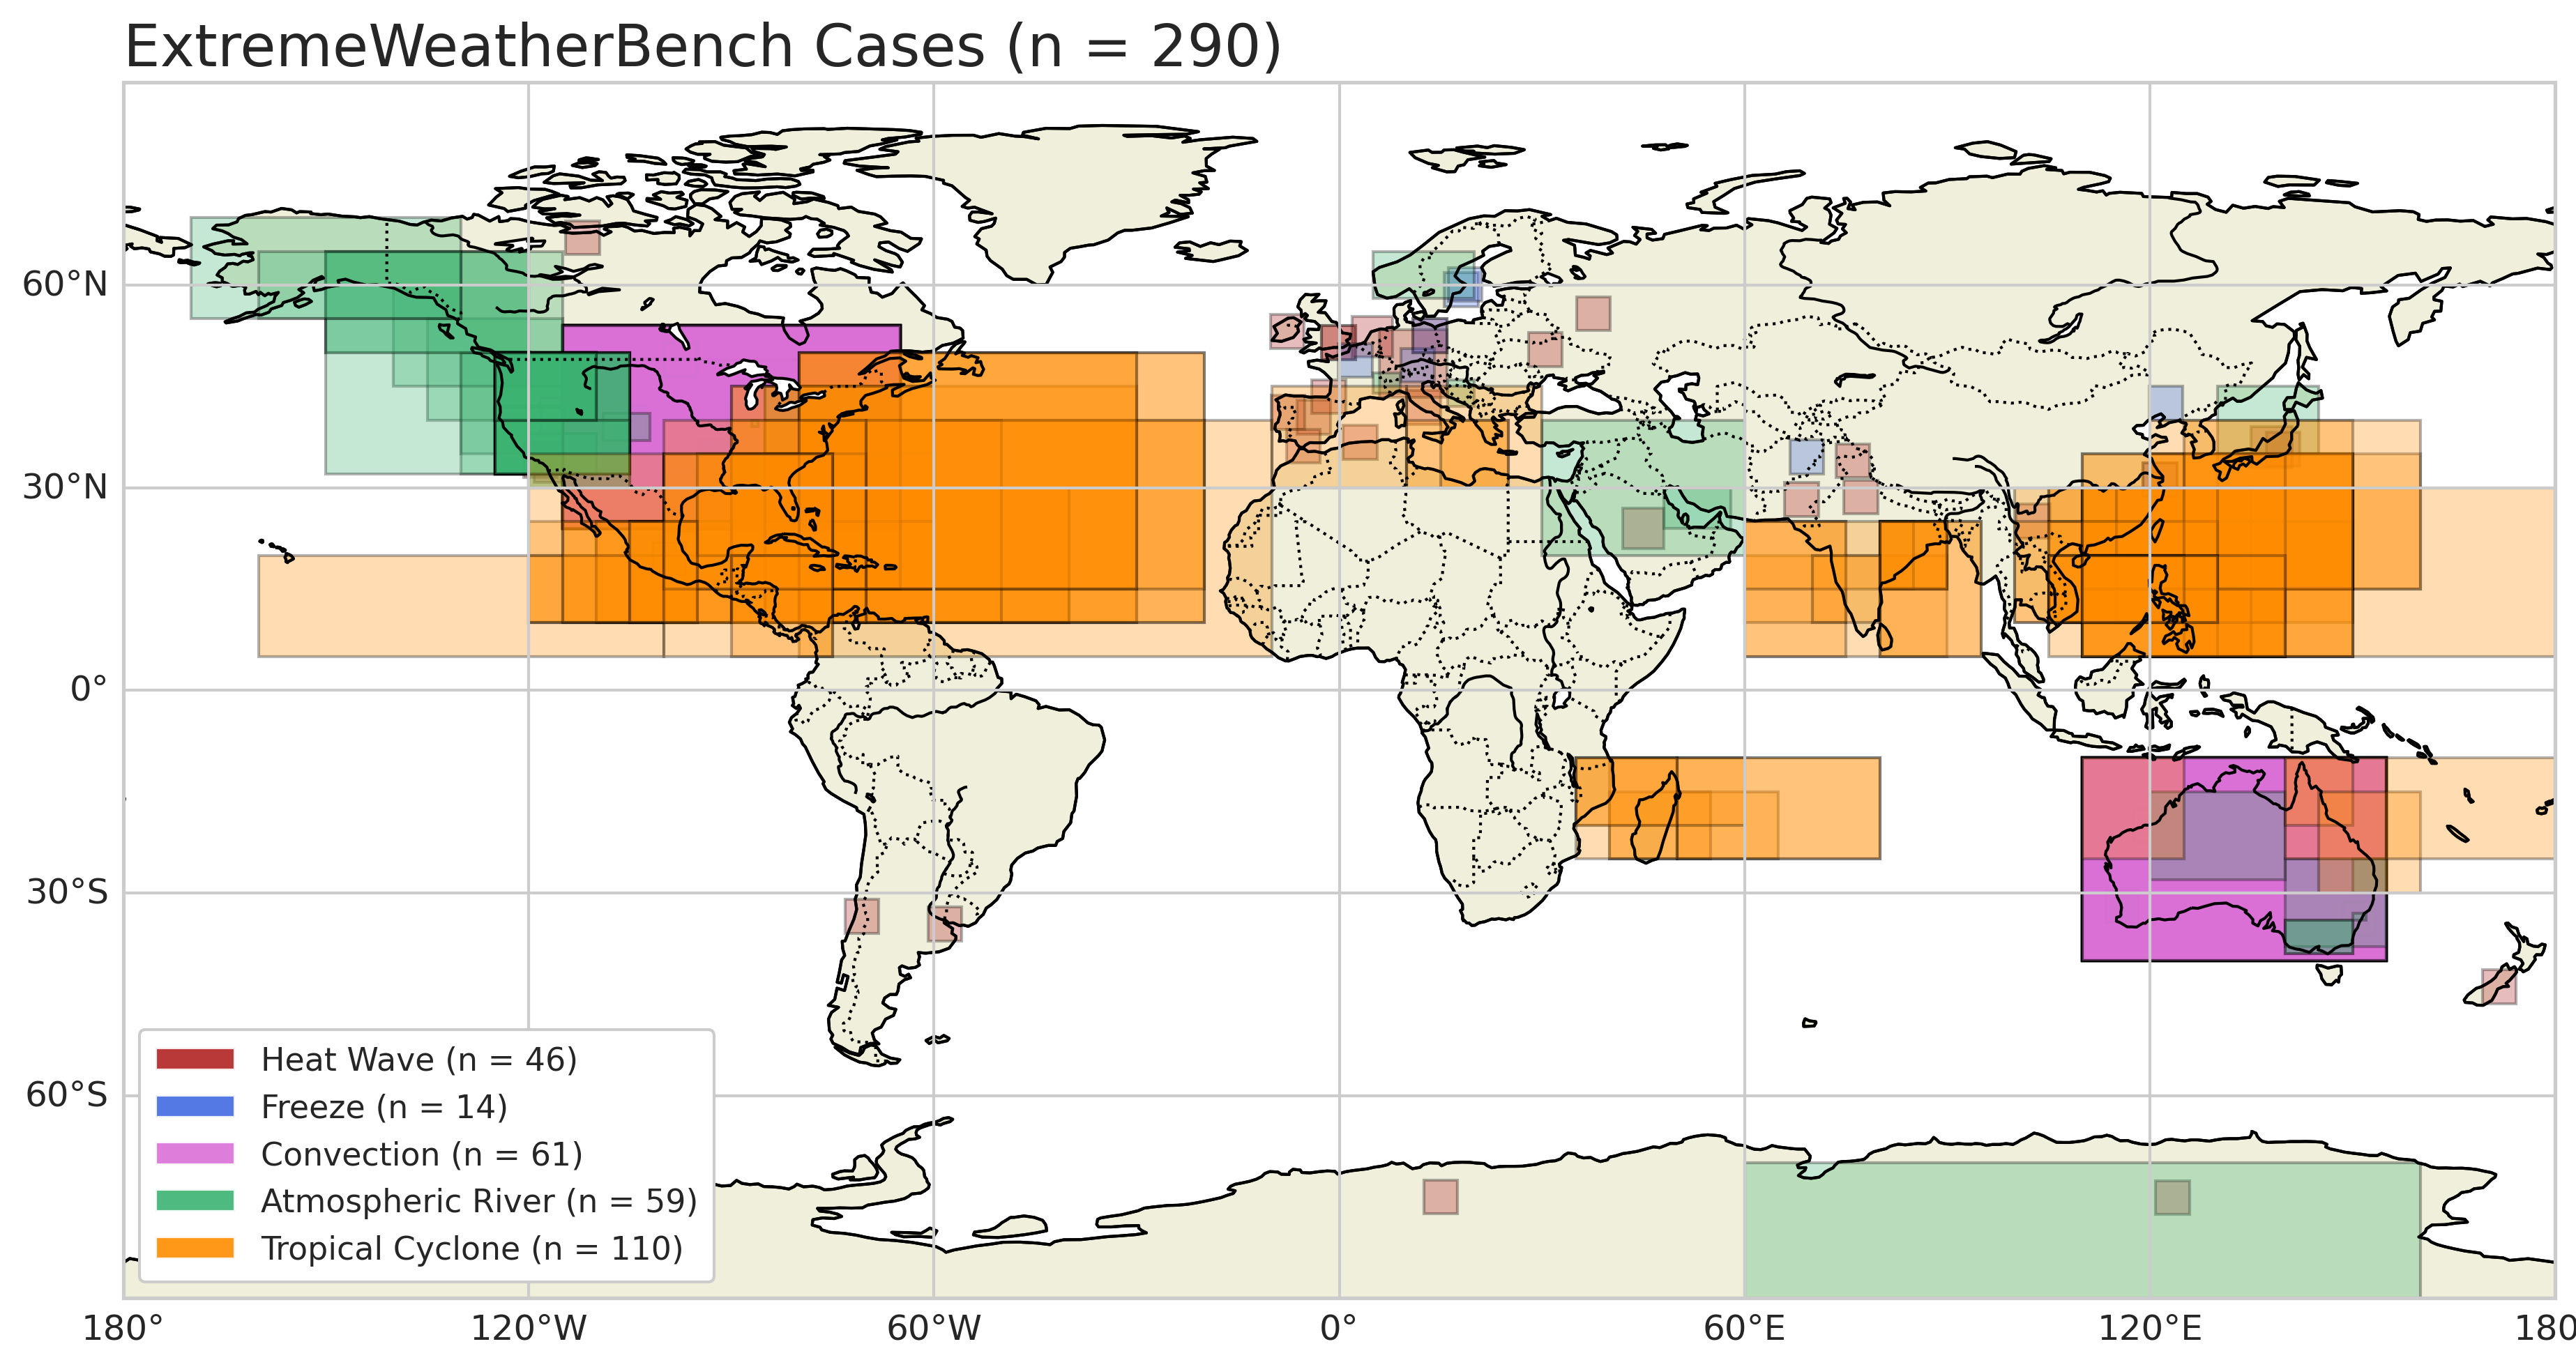 ExtremeWeatherBench Cases (n = 290)
60°N
30°N
0°
30°S
60°S
Heat Wave (n = 46)
Freeze (n = 14)
Convection (n = 61)
Atmospheric River (n = 59)
Tropical Cyclone (n = 110)
180° 120°W 60°W 0° 60°E 120°E 180